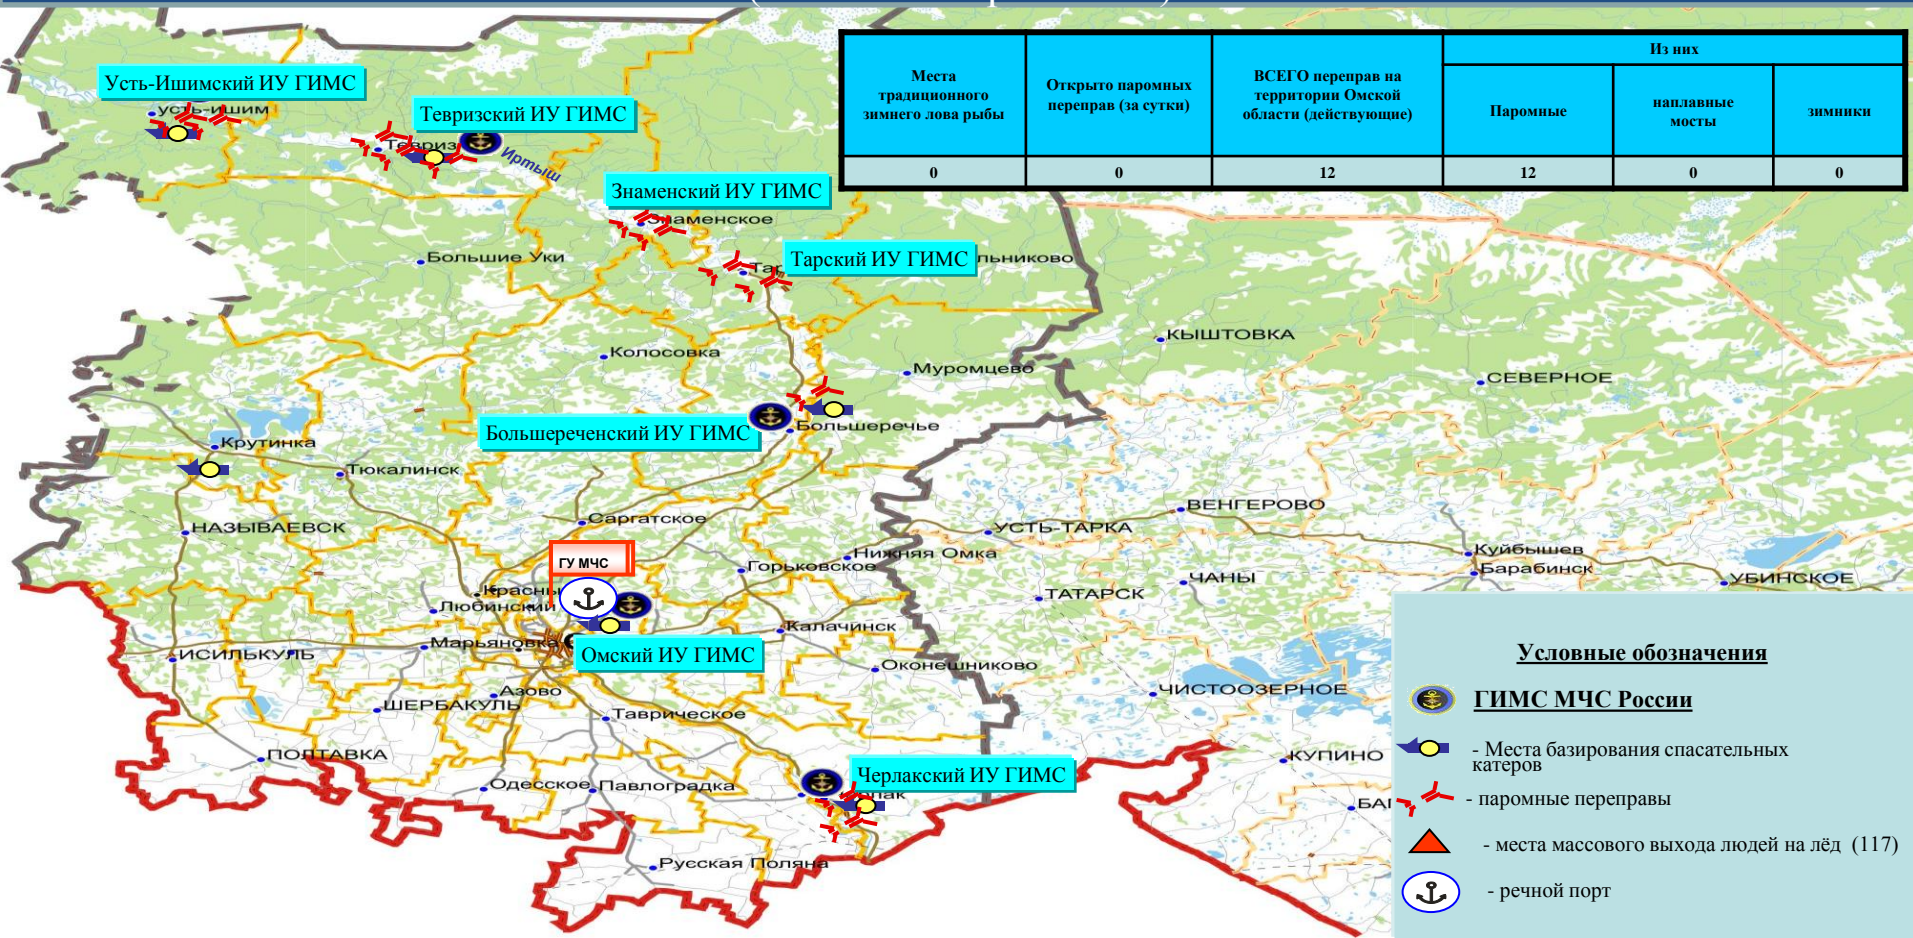 Места
традиционного
зимнего лова рыбы
Открыто паромных
переправ (за сутки)
ВСЕГО переправ на
территории Омской
области (действующие)
Из них
Паромные
наплавные
мосты
зимники
0
0
12
12
0
0
Усть-Ишимский ИУ ГИМС
усть-ишим
Тевризский ИУ ГИМС
Тевриз
Иртыш
Знаменский ИУ ГИМС
Знаменское
Тарский ИУ ГИМС
Большие Уки
КЫШТОВКА
Колосовка
Муромцево
СЕВЕРНОЕ
Большереченский ИУ ГИМС
Большеречье
Крутинка
Тюкалинск
НАЗЫВАЕВСК
Саргатское
ВЕНГЕРОВО
УСТЬ-ТАРКА
Нижняя Омка
Куйбышев
Барабинск
ГУ МЧС
Горьковское
ЧАНЫ
УБИНСКОЕ
Любинский
ТАТАРСК
Марьяновка
Калачинск
ИСИЛЬКУЛЬ
Омский ИУ ГИМС
Оконешниково
Азово
ЧИСТООЗЕРНОЕ
ШЕРБАКУЛЬ
Таврическое
ПОЛТАВКА
КУПИНО
Черлакский ИУ ГИМС
Одесское
Павлоградка
Русская Поляна
Условные обозначения
ГИМС МЧС России
- Места базирования спасательных
катеров
- паромные переправы
- места массового выхода людей на лёд (117)
- речной порт